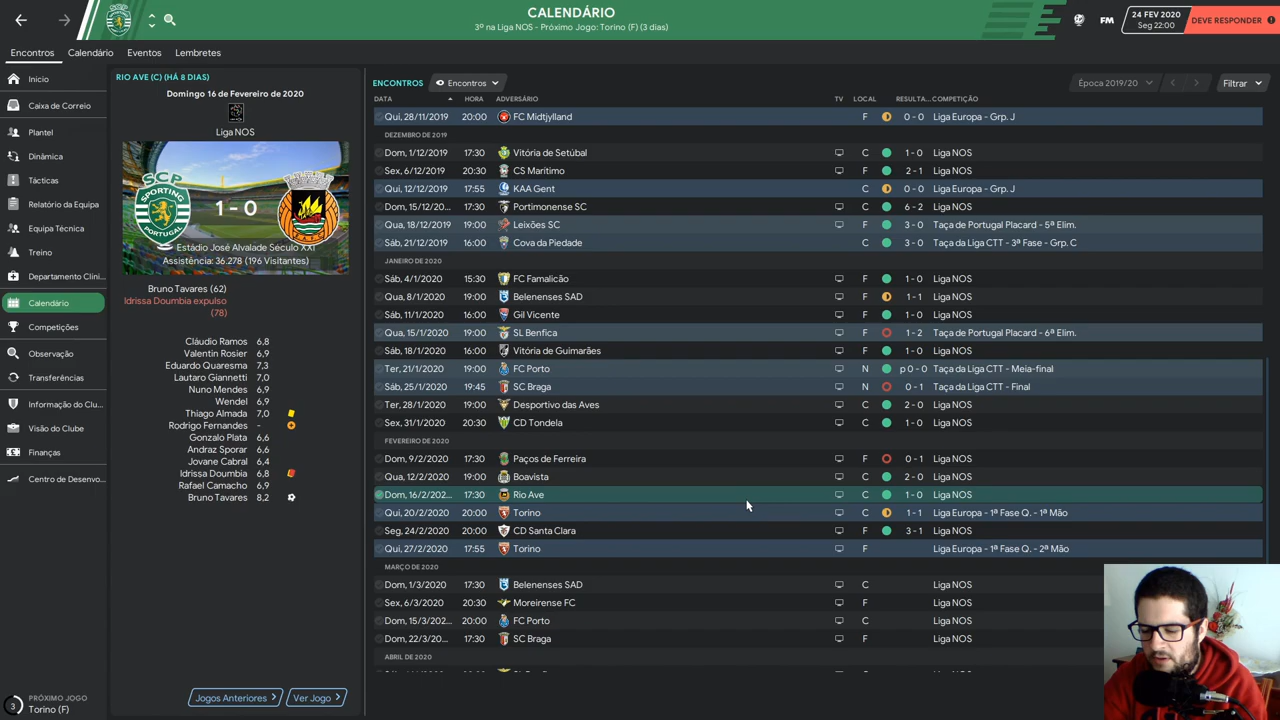 CALENDÁRIO
3º na Liga NOS - Próximo Jogo: Torino (F) (3 dias)
FM
24 FEV 2020
Seg 22:00
DEVE RESPONDER
Encontros Calendário Eventos Lembretes
Início
Caixa de Correio
Plantel
Dinâmica
Táticas
Relatório da Equipa
Equipa Técnica
Treino
Departamento Clíni...
Calendário
Competições
Observação
Transferências
Informação do Clu...
Visão do Clube
Finanças
Centro de Desenvo...
3
PRÓXIMO JOGO
Torino (F)
RIO AVE (C) (HÁ 8 DIAS)
Domingo 16 de Fevereiro de 2020
Liga NOS
SCP
SPORTING
PORTUGAL
1 - 0
Estádio José Alvalade Século XXI
Assistência: 36.278 (196 Visitantes)
Bruno Tavares (62)
Idrissa Doumbia expulso
(78)
Cláudio Ramos 6,8
Valentin Rosier 6,9
Eduardo Quaresma 7,3
Lautaro Giannetti 7,0
Nuno Mendes 6,9
Wendel 6,9
Thiago Almada 7,0
Rodrigo Fernandes -
Gonzalo Plata 6,6
Andraz Sporar 6,6
Jovane Cabral 6,4
Idrissa Doumbia 6,8
Rafael Camacho 6,9
Bruno Tavares 8,2
Jogos Anteriores Ver Jogo
ENCONTROS Encontros Época 2019/20 Filtrar
DATA HORA ADVERSÁRIO TV LOCAL RESULTA... COMPETIÇÃO
Qui, 28/11/2019 20:00 FC Midtjylland F 0 - 0 Liga Europa - Grp. J
DEZEMBRO DE 2019
Dom, 1/12/2019 17:30 Vitória de Setúbal C 1 - 0 Liga NOS
Sex, 6/12/2019 20:30 CS Marítimo F 2 - 1 Liga NOS
Qui, 12/12/2019 17:55 KAA Gent C 0 - 0 Liga Europa - Grp. J
Dom, 15/12/20... 17:30 Portimonense SC C 6 - 2 Liga NOS
Qua, 18/12/2019 19:00 Leixões SC F 3 - 0 Taça de Portugal Placard - 5ª Elim.
Sáb, 21/12/2019 16:00 Cova da Piedade C 3 - 0 Taça da Liga CTT - 3ª Fase - Grp. C
JANEIRO DE 2020
Sáb, 4/1/2020 15:30 FC Famalicão F 1 - 0 Liga NOS
Qua, 8/1/2020 19:00 Belenenses SAD F 1 - 1 Liga NOS
Sáb, 11/1/2020 16:00 Gil Vicente F 1 - 0 Liga NOS
Qua, 15/1/2020 19:00 SL Benfica F 1 - 2 Taça de Portugal Placard - 6ª Elim.
Sáb, 18/1/2020 16:00 Vitória de Guimarães F 1 - 0 Liga NOS
Ter, 21/1/2020 19:00 FC Porto N p 0 - 0 Taça da Liga CTT - Meia-final
Sáb, 25/1/2020 19:45 SC Braga N 0 - 1 Taça da Liga CTT - Final
Ter, 28/1/2020 19:00 Desportivo das Aves C 2 - 0 Liga NOS
Sex, 31/1/2020 20:30 CD Tondela C 1 - 0 Liga NOS
FEVEREIRO DE 2020
Dom, 9/2/2020 17:30 Paços de Ferreira F 0 - 1 Liga NOS
Qua, 12/2/2020 19:00 Boavista C 2 - 0 Liga NOS
Dom, 16/2/202... 17:30 Rio Ave C 1 - 0 Liga NOS
Qui, 20/2/2020 20:00 Torino C 1 - 1 Liga Europa - 1ª Fase Q. - 1ª Mão
Seg, 24/2/2020 20:00 CD Santa Clara F 3 - 1 Liga NOS
Qui, 27/2/2020 17:55 Torino F Liga Europa - 1ª Fase Q. - 2ª Mão
MARÇO DE 2020
Dom, 1/3/2020 17:30 Belenenses SAD C Liga NOS
Sex, 6/3/2020 20:30 Moreirense FC F Liga NOS
Dom, 15/3/202... 20:00 FC Porto C Liga NOS
Dom, 22/3/20... 17:30 SC Braga F Liga NOS
ABRIL DE 2020